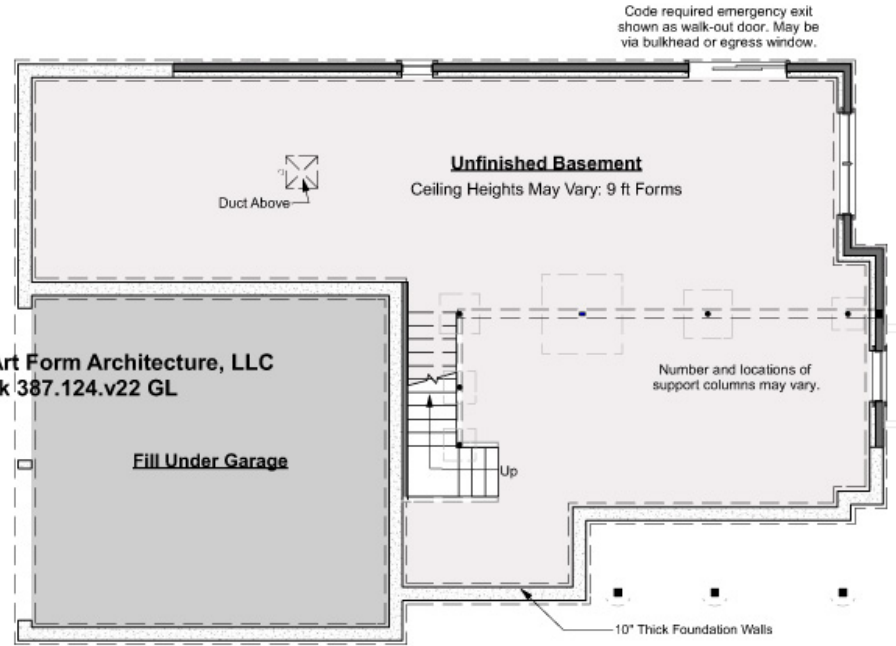 Code required emergency exit
shown as walk-out door. May be
via bulkhead or egress window.
Unfinished Basement
Ceiling Heights May Vary: 9 ft Forms
Duct Above
Art Form Architecture, LLC
k 387.124.v22 GL
Number and locations of
support columns may vary.
Fill Under Garage
Up
10" Thick Foundation Walls